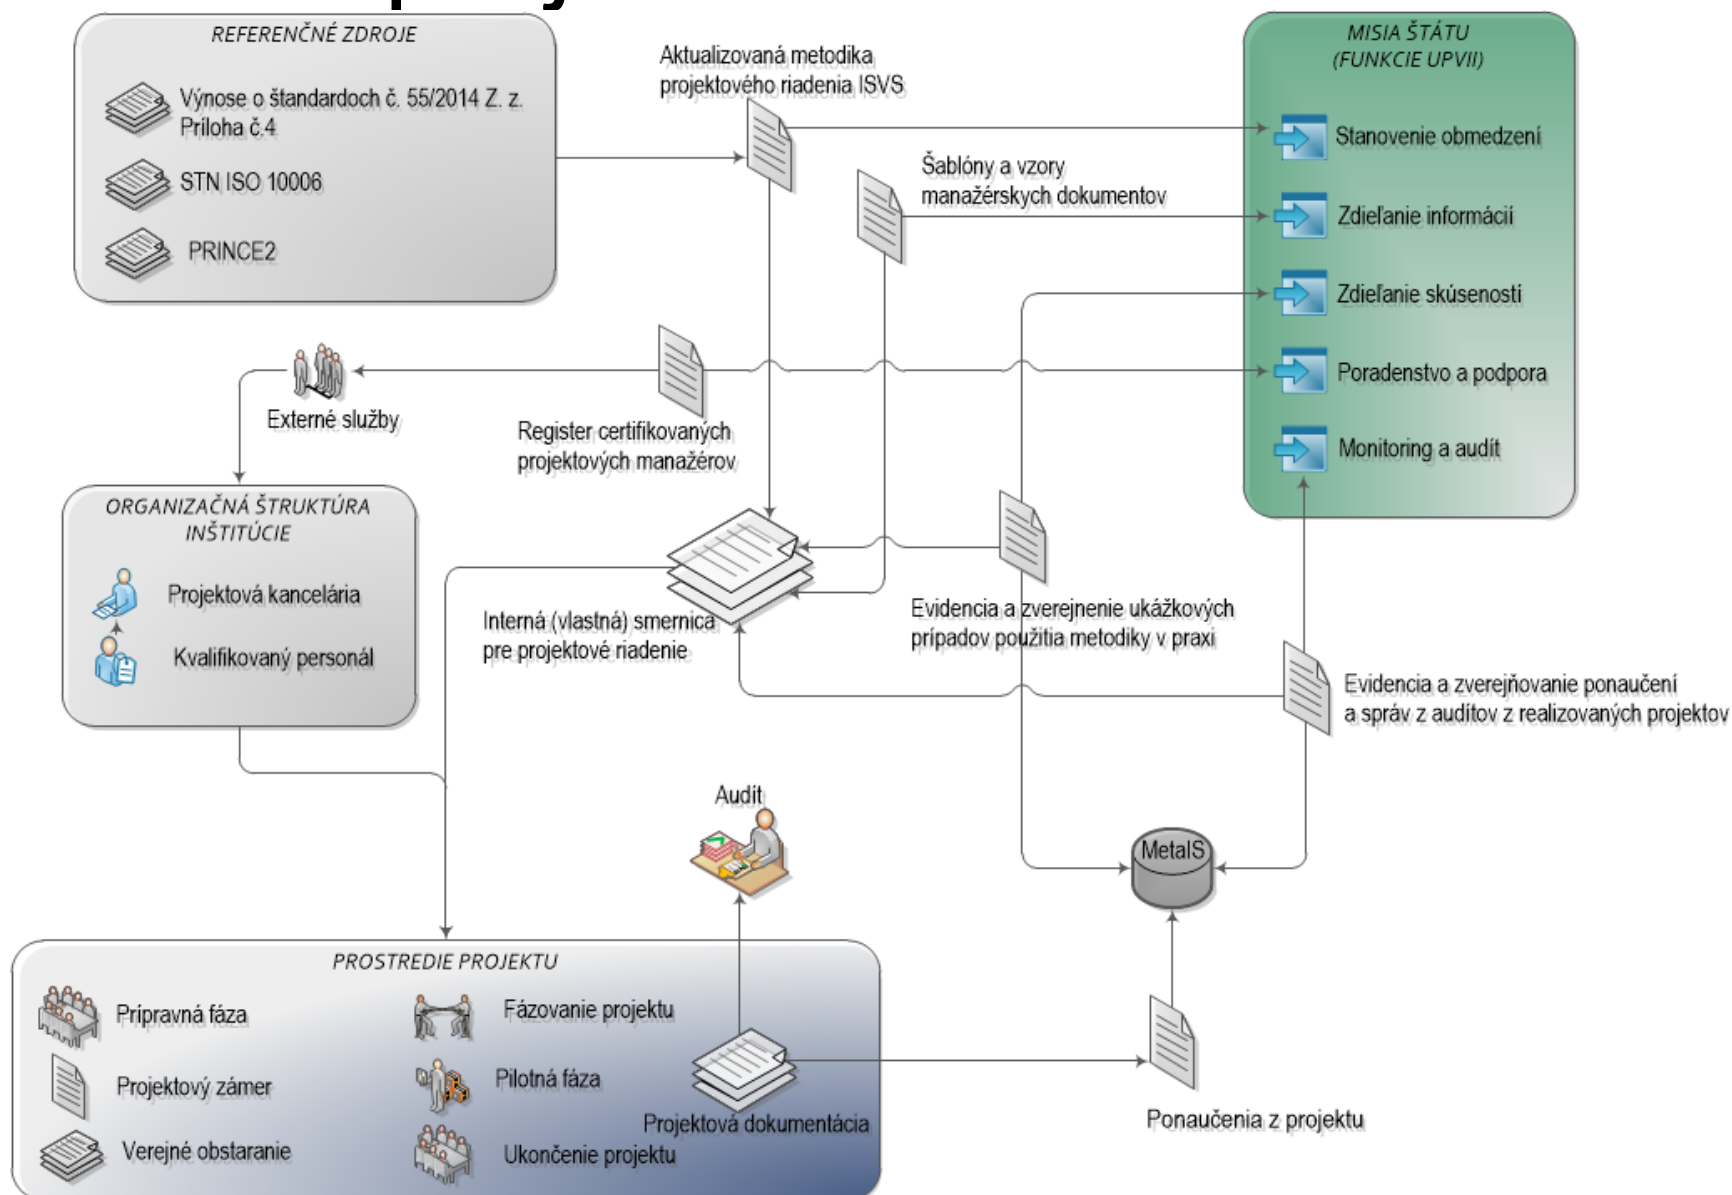 REFERENČNÉ ZDROJE
Výnose o štandardoch č. 55/2014 Z. z.
Príloha č.4
STN ISO 10006
PRINCE2
Aktualizovaná metodika
projektového riadenia ISVS
Šablóny a vzory
manažérskych dokumentov
MISIA ŠTÁTU
(FUNKCIE UPVII)
Stanovenie obmedzení
Zdieľanie informácií
Zdieľanie skúseností
Poradenstvo a podpora
Monitoring a audít
Externé služby
Register certifikovaných
projektových manažérov
ORGANIZAČNÁ ŠTRUKTÚRA
INŠTITÚCIE
Projektová kancelária
Kvalifikovaný personál
Interná (vlastná) smernica
pre projektové riadenie
Evidencia a zverejnenie ukážkových
prípadov použitia metodiky v praxi
Evidencia a zverejňovanie ponaučení
a správ z audítov z realizovaných projektov
Audít
MetaIS
PROSTREDIE PROJEKTU
Prípravná fáza
Projektový zámer
Verejné obstaranie
Fázovanie projektu
Pilotná fáza
Ukončenie projektu
Projektová dokumentácia
Ponaučenia z projektu